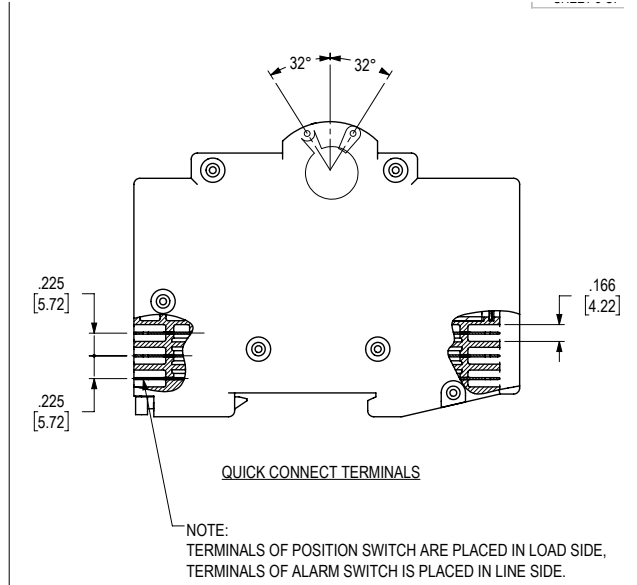 32° 32°
.225
[5.72]
.166
[4.22]
.225
[5.72]
QUICK CONNECT TERMINALS
NOTE:
TERMINALS OF POSITION SWITCH ARE PLACED IN LOAD SIDE,
TERMINALS OF ALARM SWITCH IS PLACED IN LINE SIDE.